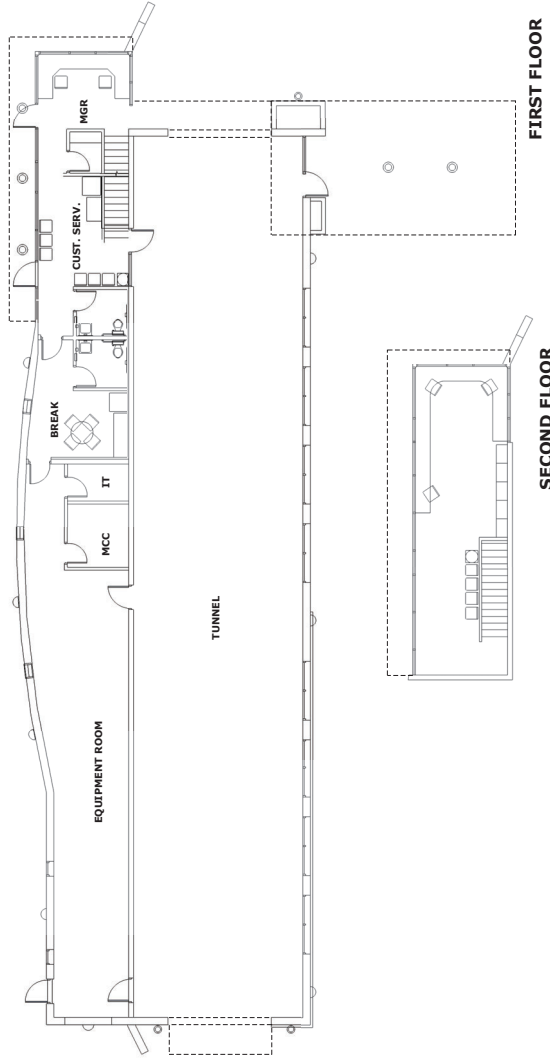 MGR
CUST. SERV.
BREAK
IT
MCC
EQUIPMENT ROOM
TUNNEL
FIRST FLOOR
SECOND FLOOR